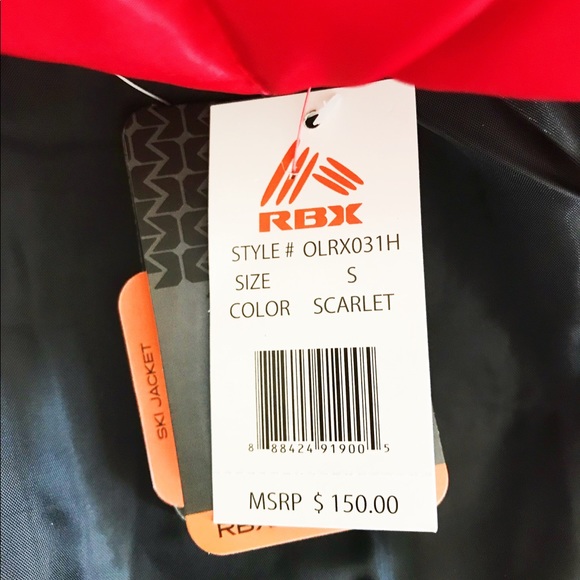 RBX
STYLE # OLRX031H
SIZE S
COLOR SCARLET
8 88424 91900 5
MSRP $ 150.00
SKI JACKET
RBX